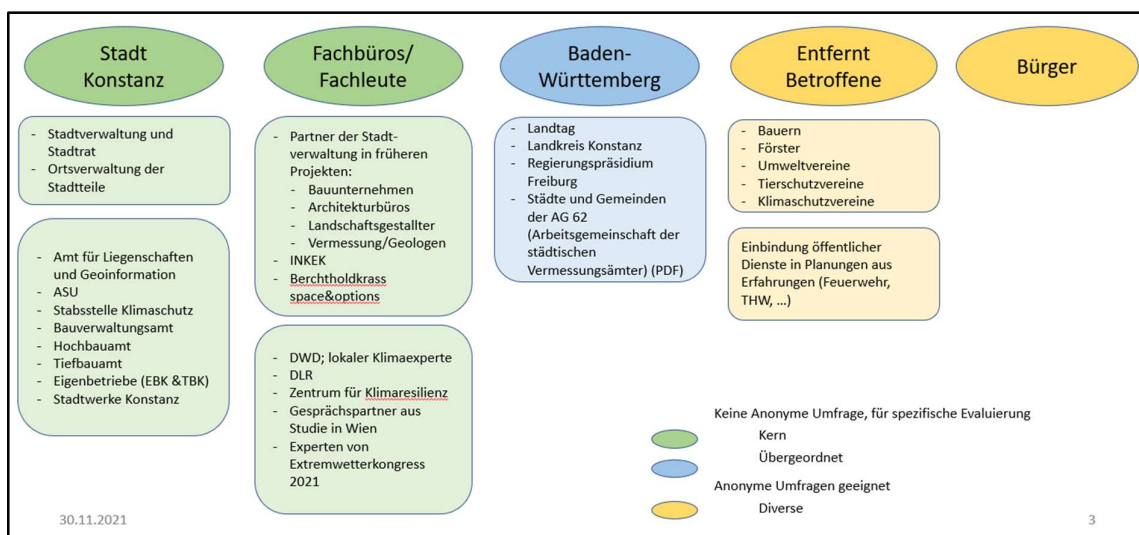 Stadt
Konstanz
- Stadtverwaltung und
Stadtrat
- Ortsverwaltung der
Stadtteile
- Amt für Liegenschaften
und Geoinformation
- ASU
- Stabsstelle Klimaschutz
- Bauverwaltungsamt
- Hochbauamt
- Tiefbauamt
- Eigenbetriebe (EBK &TBK)
- Stadtwerke Konstanz
Fachbüros/
Fachleute
- Partner der Stadt-
verwaltung in früheren
Projekten:
- Bauunternehmen
- Architekturbüros
- Landschaftsgestallter
- Vermessung/Geologen
- INKEK
- Berchtholdkrass
space&options
- DWD; lokaler Klimaexperte
- DLR
- Zentrum für Klimaresilienz
- Gesprächspartner aus
Studie in Wien
- Experten von
Extremwetterkongress
2021
Baden-
Württemberg
- Landtag
- Landkreis Konstanz
- Regierungspräsidium
Freiburg
- Städte und Gemeinden
der AG 62
(Arbeitsgemeinschaft der
städtischen
Vermessungsämter) (PDF)
Entfernt
Betroffene
- Bauern
- Förster
- Umweltvereine
- Tierschutzvereine
- Klimaschutzvereine
Einbindung öffentlicher
Dienste in Planungen aus
Erfahrungen (Feuerwehr,
THW, ...)
Bürger
Keine Anonyme Umfrage, für spezifische Evaluierung
Kern
Übergeordnet
Anonyme Umfragen geeignet
Diverse
30.11.2021
3